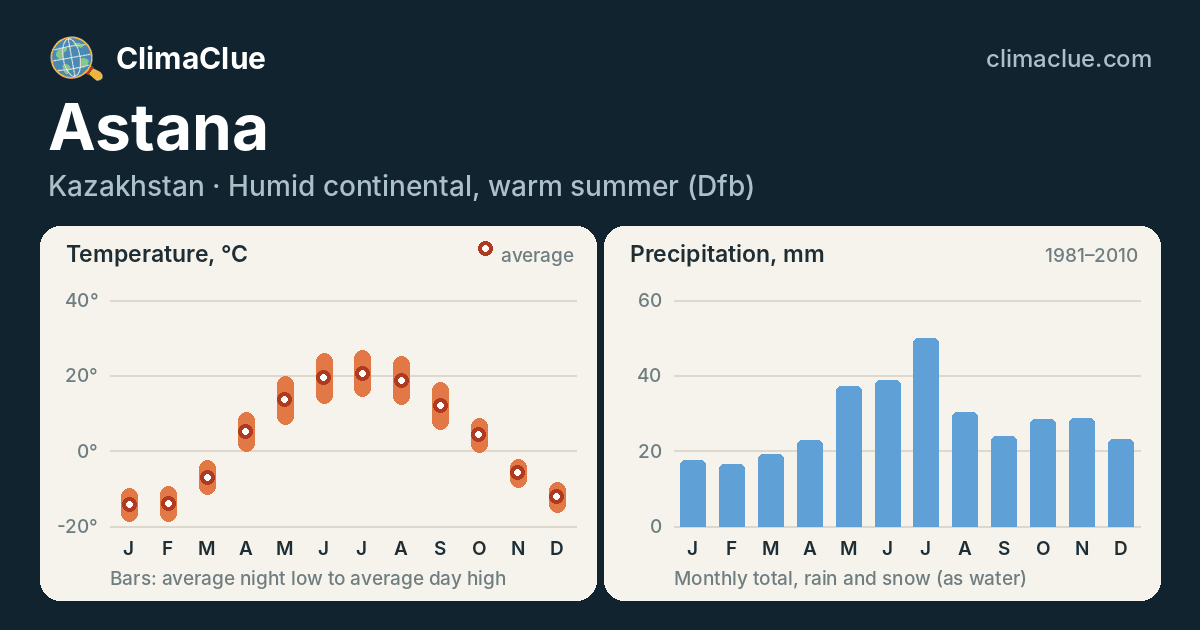 ClimaClue
climaclue.com
Astana
Kazakhstan · Humid continental, warm summer (Dfb)
Temperature, °C
average
40°
20°
0°
-20°
J F M A M J J A S O N D
Bars: average night low to average day high
Precipitation, mm
1981–2010
60
40
20
0
J F M A M J J A S O N D
Monthly total, rain and snow (as water)